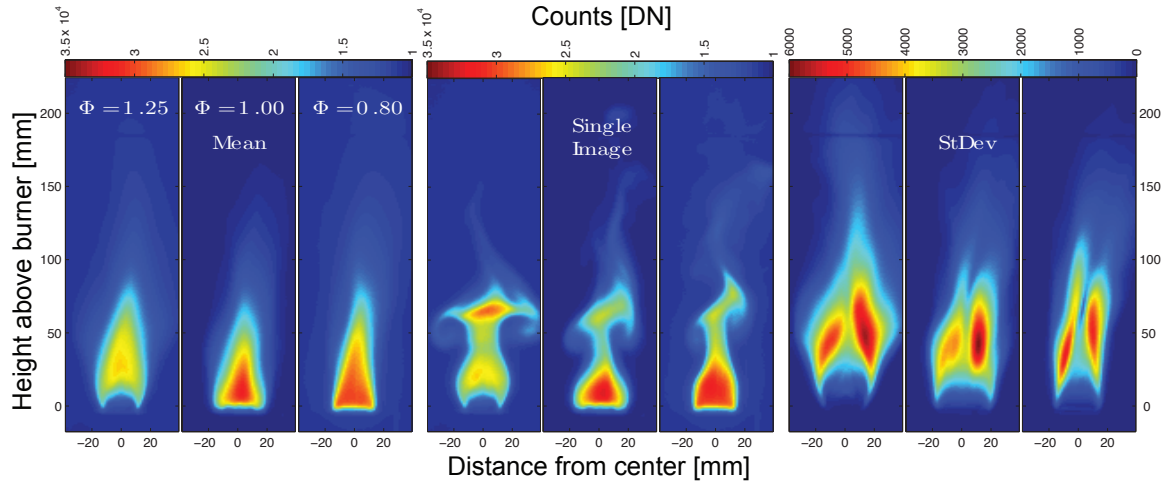 Counts [DN]
3.5 x 10⁴ 3 2.5 2 1.5 1
3.5 x 10⁴ 3 2.5 2 1.5 1
6000 5000 4000 3000 2000 1000 0
Φ = 1.25 Φ = 1.00 Φ = 0.80
Mean
Single
Image
StDev
Height above burner [mm]
200
150
100
50
0
200
150
100
50
0
−20 0 20 −20 0 20 −20 0 20 −20 0 20 −20 0 20 −20 0 20 −20 0 20 −20 0 20 −20 0 20
Distance from center [mm]